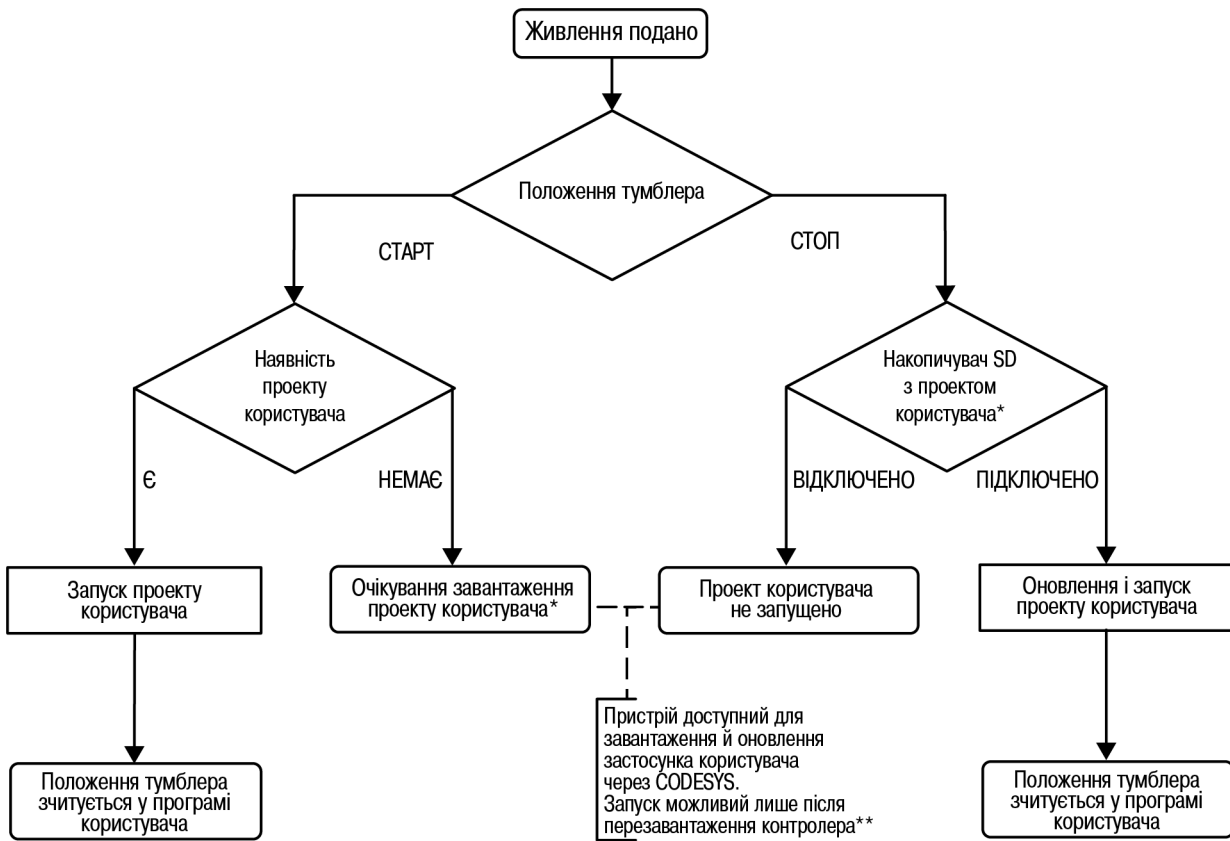 Живлення подано
Положення тумблера
СТАРТ
СТОП
Наявність
проекту
користувача
Накопичувач SD
з проектом
користувача*
Є
НЕМАЄ
ВІДКЛЮЧЕНО
ПІДКЛЮЧЕНО
Запуск проекту
користувача
Очікування завантаження
проекту користувача*
Проект користувача
не запущено
Оновлення і запуск
проекту користувача
Положення тумблера
зчитується у програмі
користувача
Пристрій доступний для
завантаження й оновлення
застосунка користувача
через CODESYS.
Запуск можливий лише після
перезавантаження контролера**
Положення тумблера
зчитується у програмі
користувача